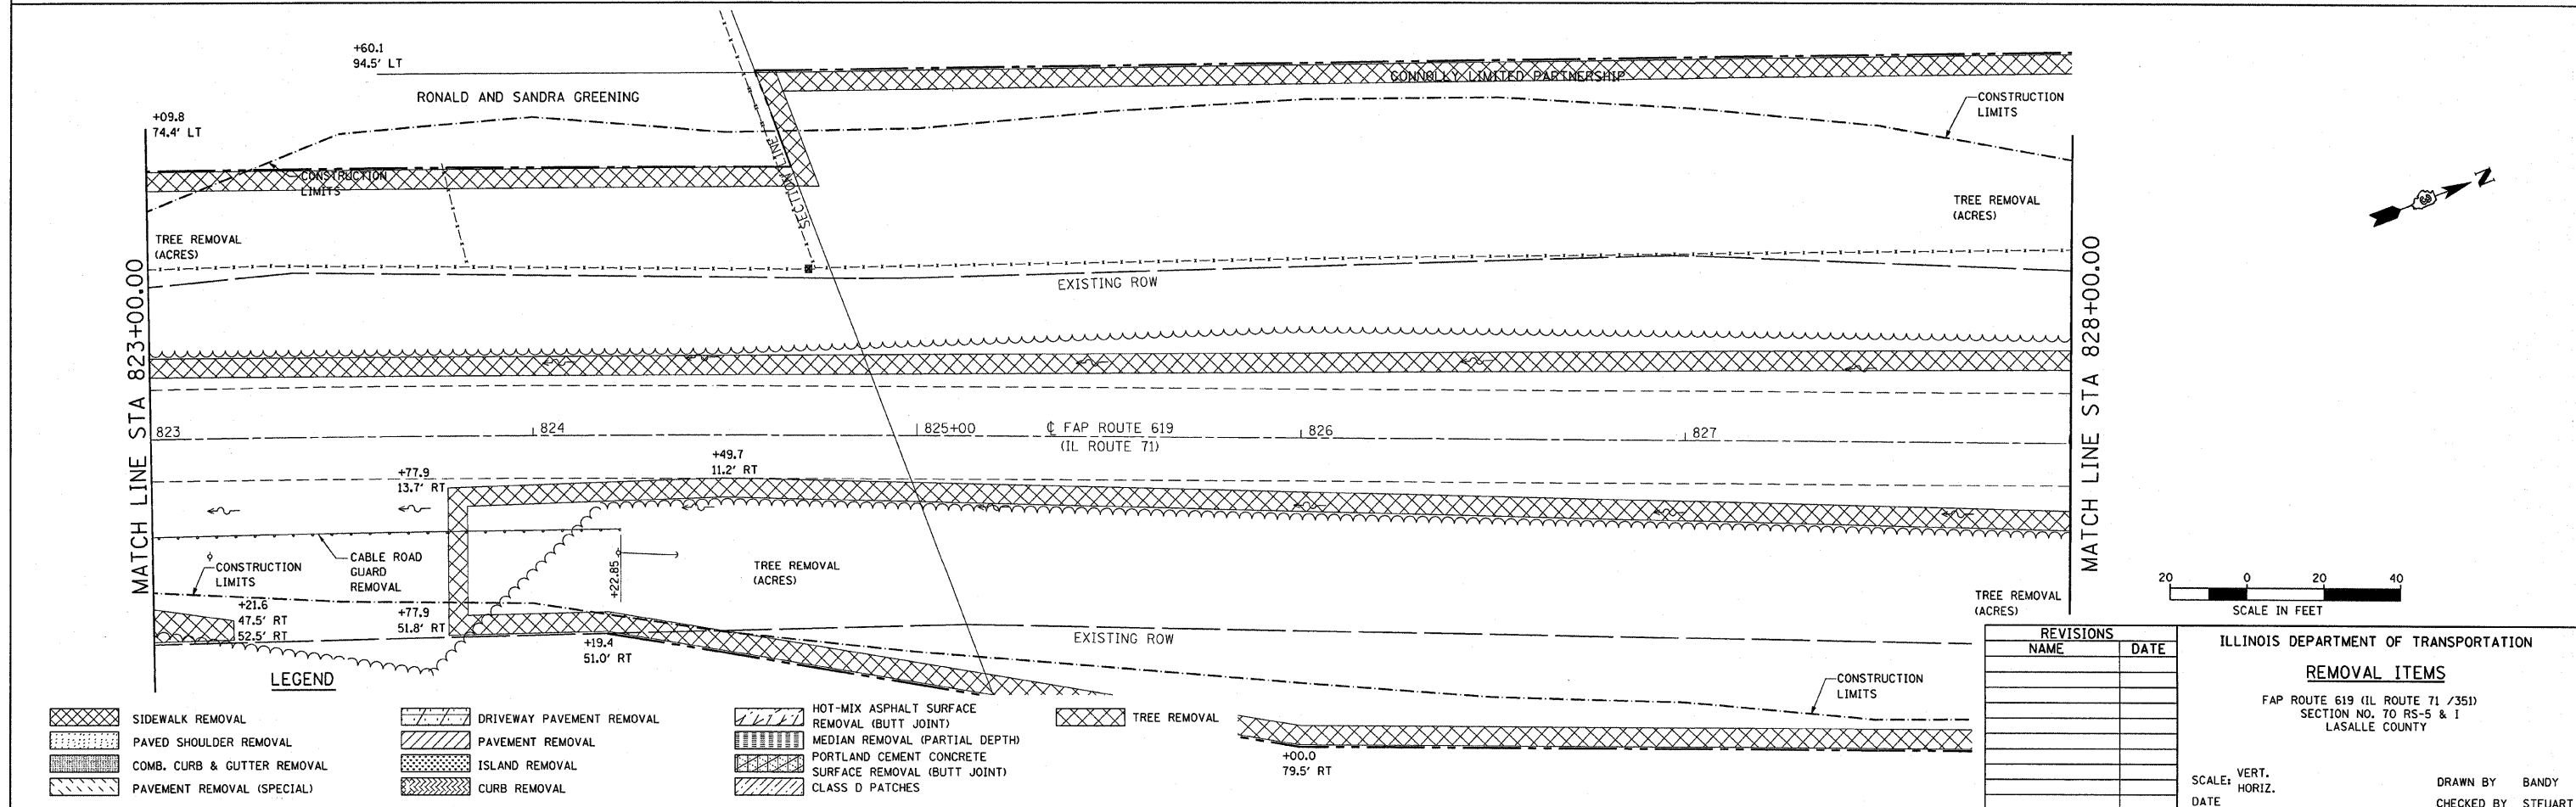 +60.1
94.5' LT
RONALD AND SANDRA GREENING
CONNOLLY LIMITED PARTNERSHIP
CONSTRUCTION
LIMITS
+09.8
74.4' LT
CONSTRUCTION
LIMITS
SECTION LINE
TREE REMOVAL
(ACRES)
TREE REMOVAL
(ACRES)
N
EXISTING ROW
MATCH LINE STA 823+00.00
MATCH LINE STA 828+00.00
823
824
825+00
℄ FAP ROUTE 619
(IL ROUTE 71)
826
827
+77.9
13.7' RT
+49.7
11.2' RT
CABLE ROAD
GUARD
REMOVAL
CONSTRUCTION
LIMITS
+22.85
TREE REMOVAL
(ACRES)
+21.6
47.5' RT
52.5' RT
+77.9
51.8' RT
+19.4
51.0' RT
EXISTING ROW
TREE REMOVAL
(ACRES)
CONSTRUCTION
LIMITS
+00.0
79.5' RT
20 0 20 40
SCALE IN FEET
LEGEND
SIDEWALK REMOVAL
PAVED SHOULDER REMOVAL
COMB. CURB & GUTTER REMOVAL
PAVEMENT REMOVAL (SPECIAL)
DRIVEWAY PAVEMENT REMOVAL
PAVEMENT REMOVAL
ISLAND REMOVAL
CURB REMOVAL
HOT-MIX ASPHALT SURFACE
REMOVAL (BUTT JOINT)
MEDIAN REMOVAL (PARTIAL DEPTH)
PORTLAND CEMENT CONCRETE
SURFACE REMOVAL (BUTT JOINT)
CLASS D PATCHES
TREE REMOVAL
REVISIONS
NAME DATE
ILLINOIS DEPARTMENT OF TRANSPORTATION
REMOVAL ITEMS
FAP ROUTE 619 (IL ROUTE 71 /351)
SECTION NO. 70 RS-5 & I
LASALLE COUNTY
SCALE: VERT.
HORIZ.
DATE
DRAWN BY BANDY
CHECKED BY STEUART